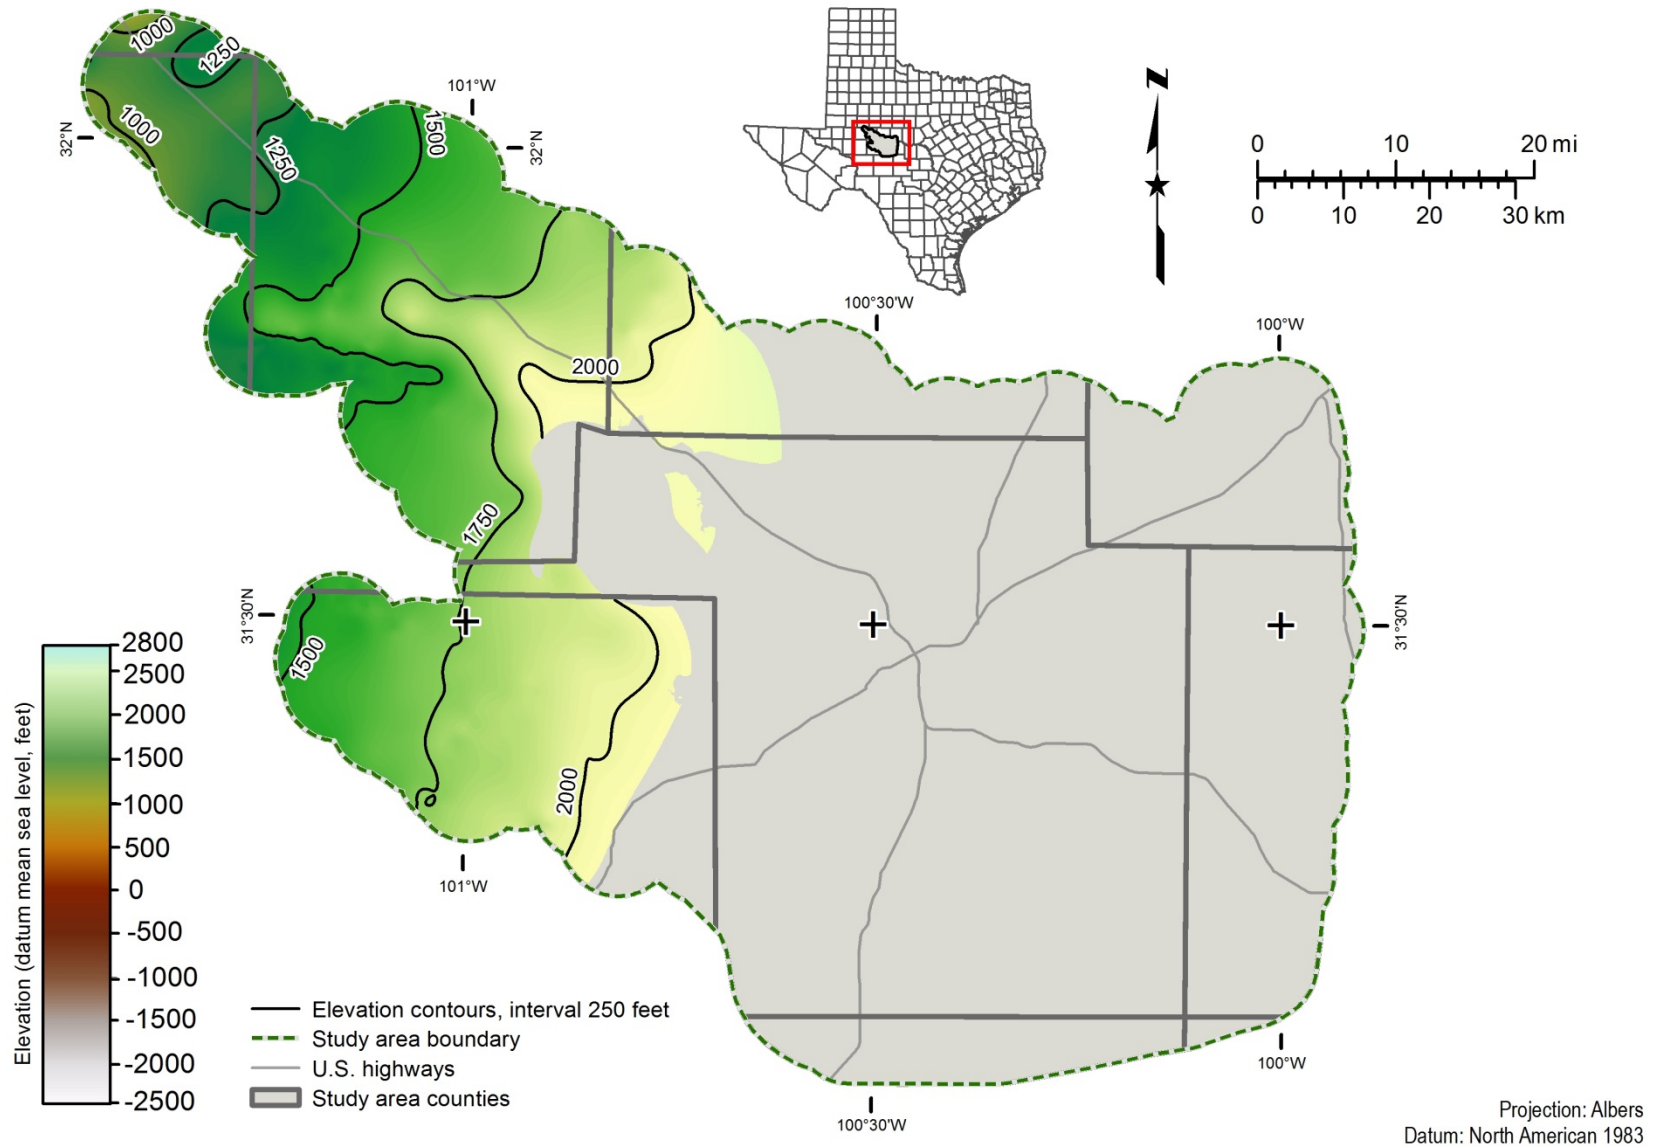 1000
1250
1000
1250
32°N
101°W
1500
32°N
N
0 10 20 mi
0 10 20 30 km
100°30'W
100°W
2000
1750
31°30'N
31°30'N
1500
2000
101°W
100°W
100°30'W
Elevation (datum mean sea level, feet)
2800
2500
2000
1500
1000
500
0
-500
-1000
-1500
-2000
-2500
Elevation contours, interval 250 feet
Study area boundary
U.S. highways
Study area counties
Projection: Albers
Datum: North American 1983